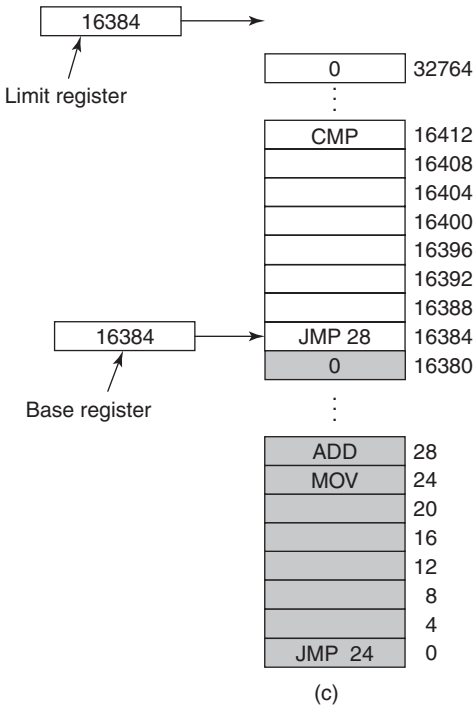 16384
Limit register
0 32764
CMP 16412
16408
16404
16400
16396
16392
16388
16384
Base register
JMP 28 16384
0 16380
ADD 28
MOV 24
20
16
12
8
4
JMP 24 0
(c)